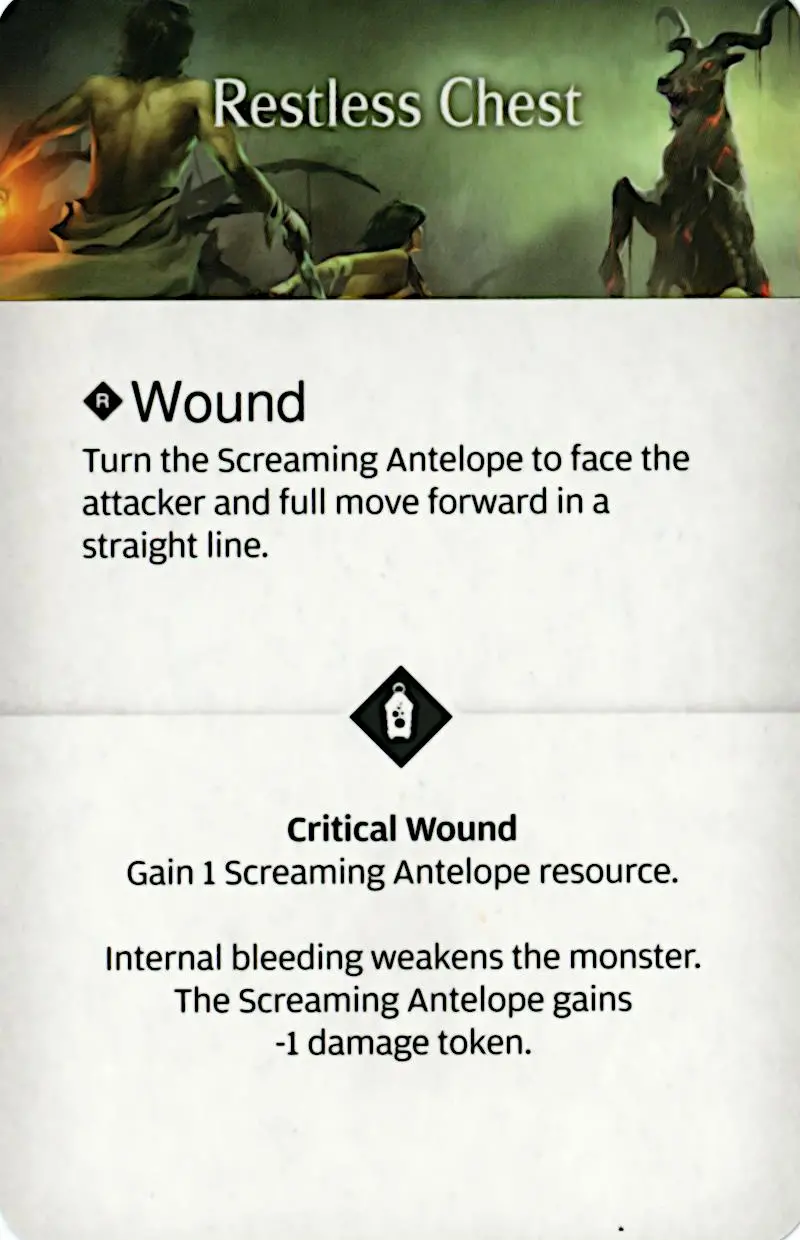 Restless Chest
R Wound
Turn the Screaming Antelope to face the
attacker and full move forward in a
straight line.
Critical Wound
Gain 1 Screaming Antelope resource.
Internal bleeding weakens the monster.
The Screaming Antelope gains
-1 damage token.